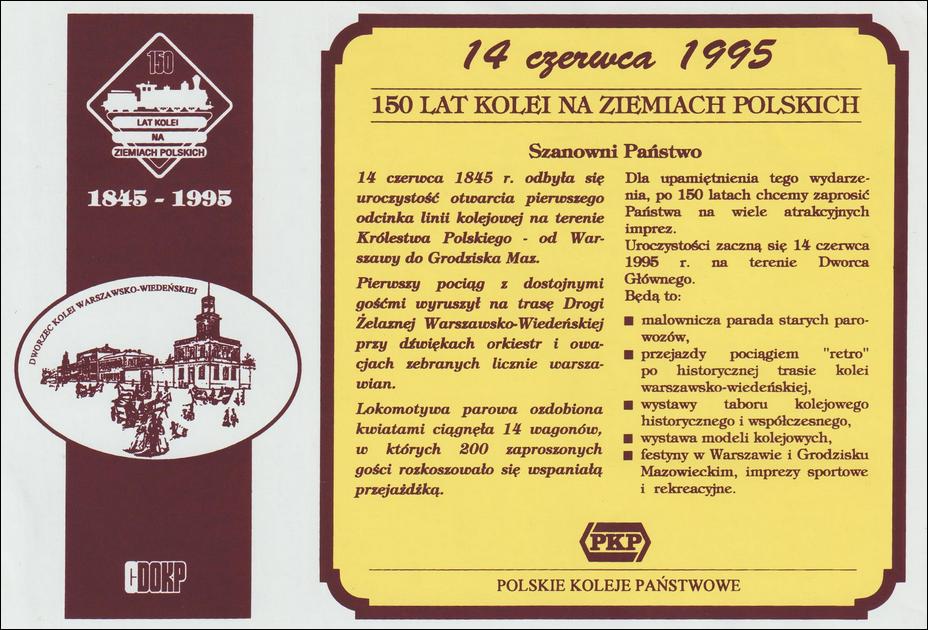 150
LAT KOLEI
NA
ZIEMIACH POLSKICH
1845 - 1995
DWORZEC KOLEI WARSZAWSKO-WIEDEŃSKIEJ
CDOKP
14 czerwca 1995
150 LAT KOLEI NA ZIEMIACH POLSKICH
Szanowni Państwo
14 czerwca 1845 r. odbyła się
uroczystość otwarcia pierwszego
odcinka linii kolejowej na terenie
Królestwa Polskiego - od War-
szawy do Grodziska Maz.
Pierwszy pociąg z dostojnymi
gośćmi wyruszył na trasę Drogi
Żelaznej Warszawsko-Wiedeńskiej
przy dźwiękach orkiestr i owa-
cjach zebranych licznie warsza-
wian.
Lokomotywa parowa ozdobiona
kwiatami ciągnęła 14 wagonów,
w których 200 zaproszonych
gości rozkoszowało się wspaniałą
przejażdżką.
Dla upamiętnienia tego wydarze-
nia, po 150 latach chcemy zaprosić
Państwa na wiele atrakcyjnych
imprez.
Uroczystości zaczną się 14 czerwca
1995 r. na terenie Dworca
Głównego.
Będą to:
■ malownicza parada starych paro-
wozów,
■ przejazdy pociągiem "retro"
po historycznej trasie kolei
warszawsko-wiedeńskiej,
■ wystawy taboru kolejowego
historycznego i współczesnego,
■ wystawa modeli kolejowych,
■ festyny w Warszawie i Grodzisku
Mazowieckim, imprezy sportowe
i rekreacyjne.
PKP
POLSKIE KOLEJE PAŃSTWOWE